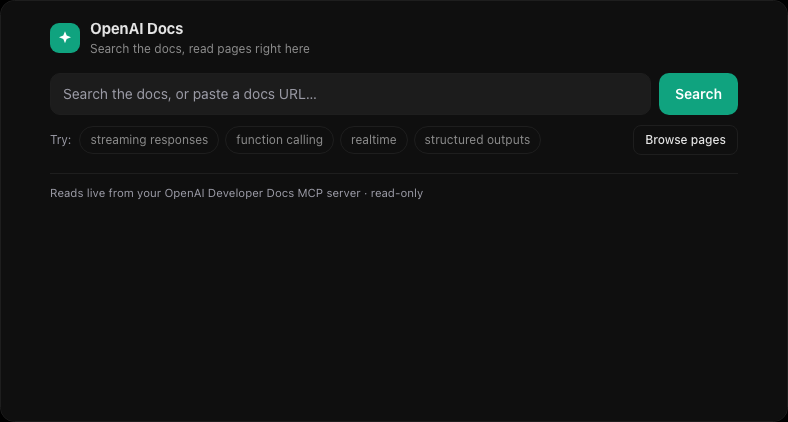 OpenAI Docs
Search the docs, read pages right here
Search the docs, or paste a docs URL...
Search
Try: streaming responses function calling realtime structured outputs Browse pages
Reads live from your OpenAI Developer Docs MCP server · read-only